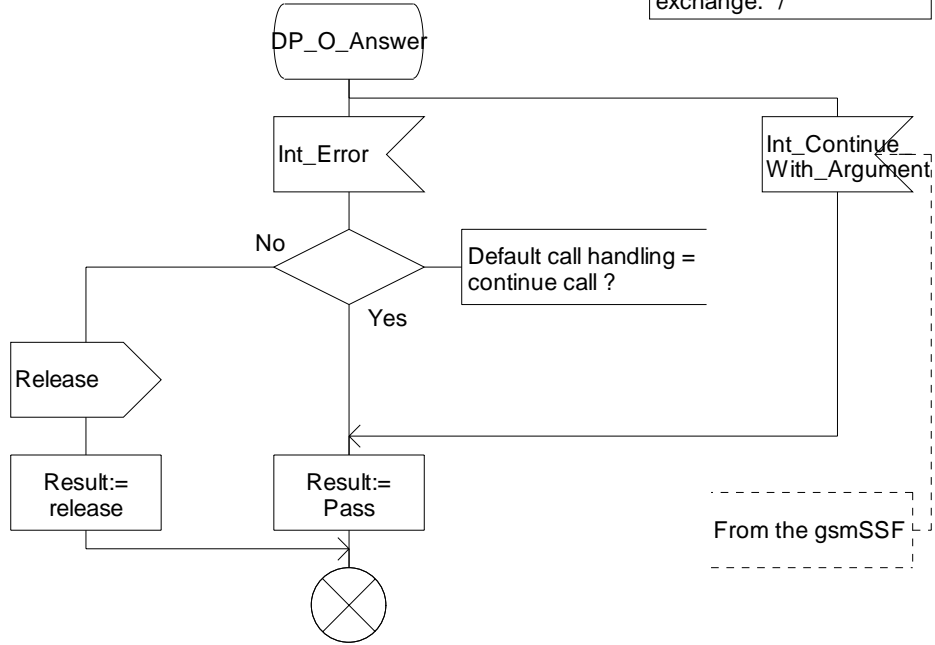 exchange. */
DP_O_Answer
Int_Error
Int_Continue_
With_Argument
No
Default call handling =
continue call ?
Yes
Release
Result:=
release
Result:=
Pass
From the gsmSSF